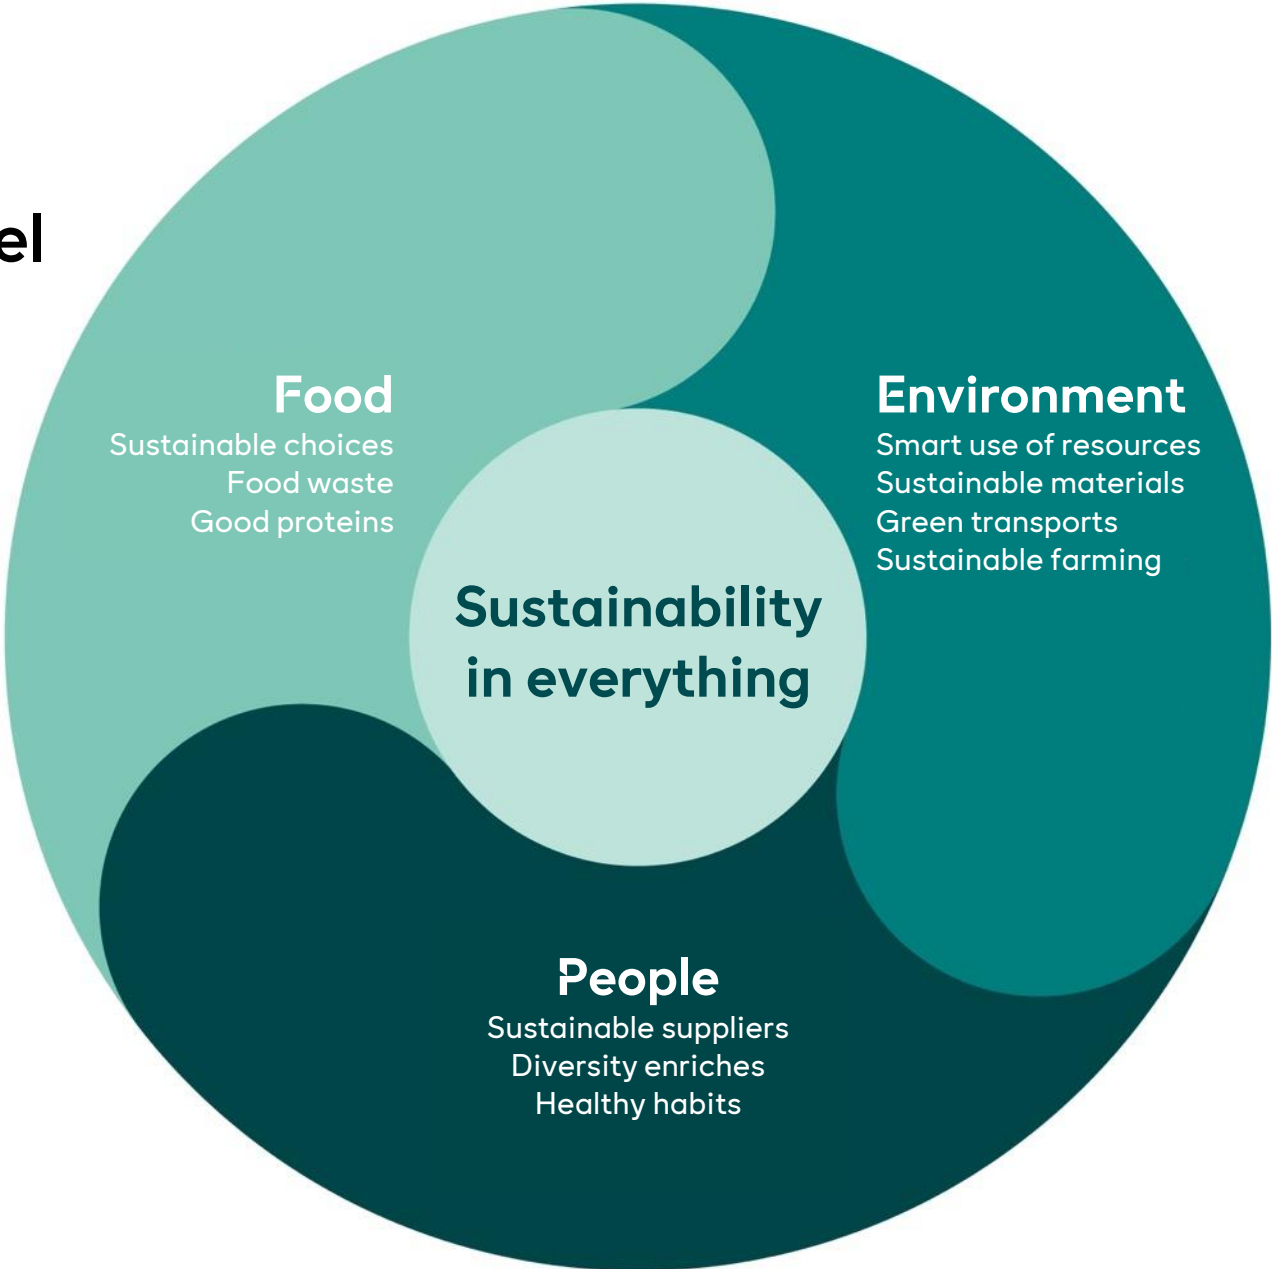 el
Food
Sustainable choices
Food waste
Good proteins
Environment
Smart use of resources
Sustainable materials
Green transports
Sustainable farming
Sustainability
in everything
People
Sustainable suppliers
Diversity enriches
Healthy habits